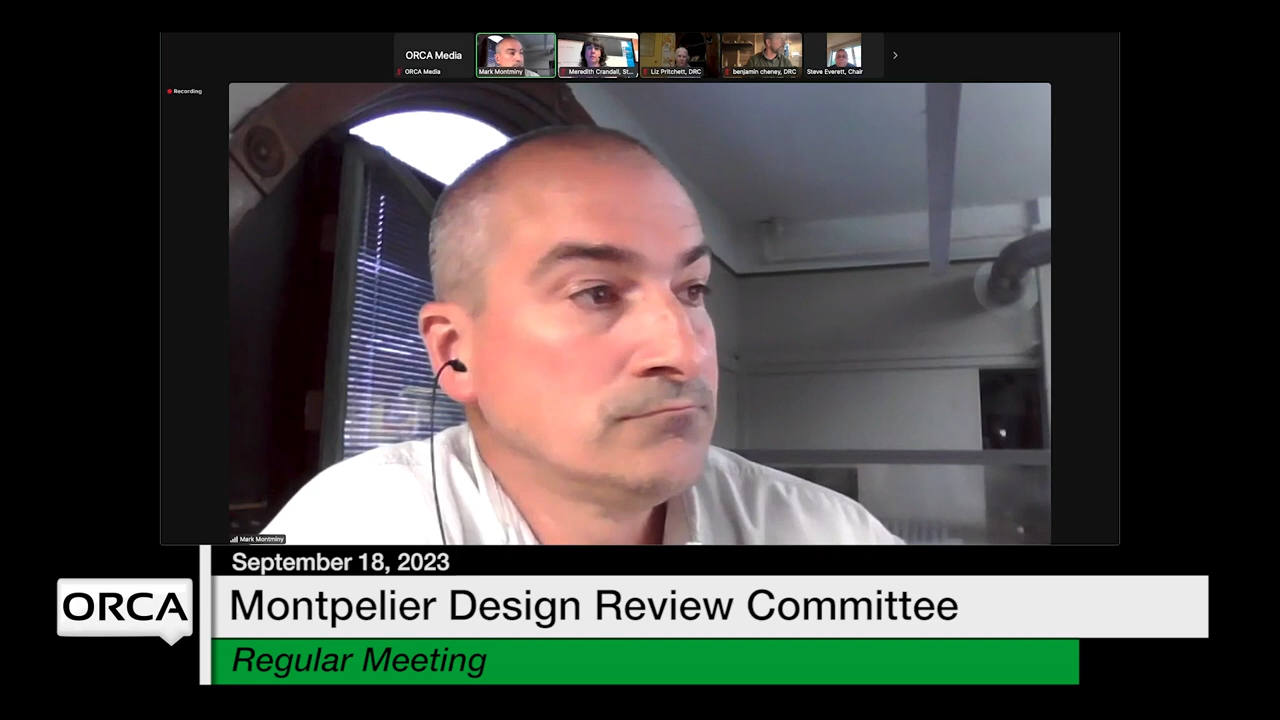 ORCA Media
ORCA Media
Mark Montminy
Meredith Crandall, St...
Liz Pritchett, DRC
benjamin cheney, DRC
Steve Everett, Chair
Recording
Mark Montminy
September 18, 2023
ORCA
Montpelier Design Review Committee
Regular Meeting